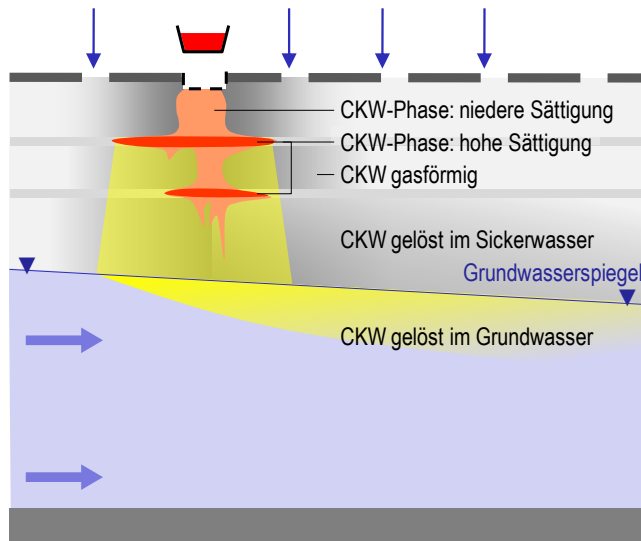 CKW-Phase: niedere Sättigung
CKW-Phase: hohe Sättigung
CKW gasförmig
CKW gelöst im Sickerwasser
Grundwasserspiegel
CKW gelöst im Grundwasser